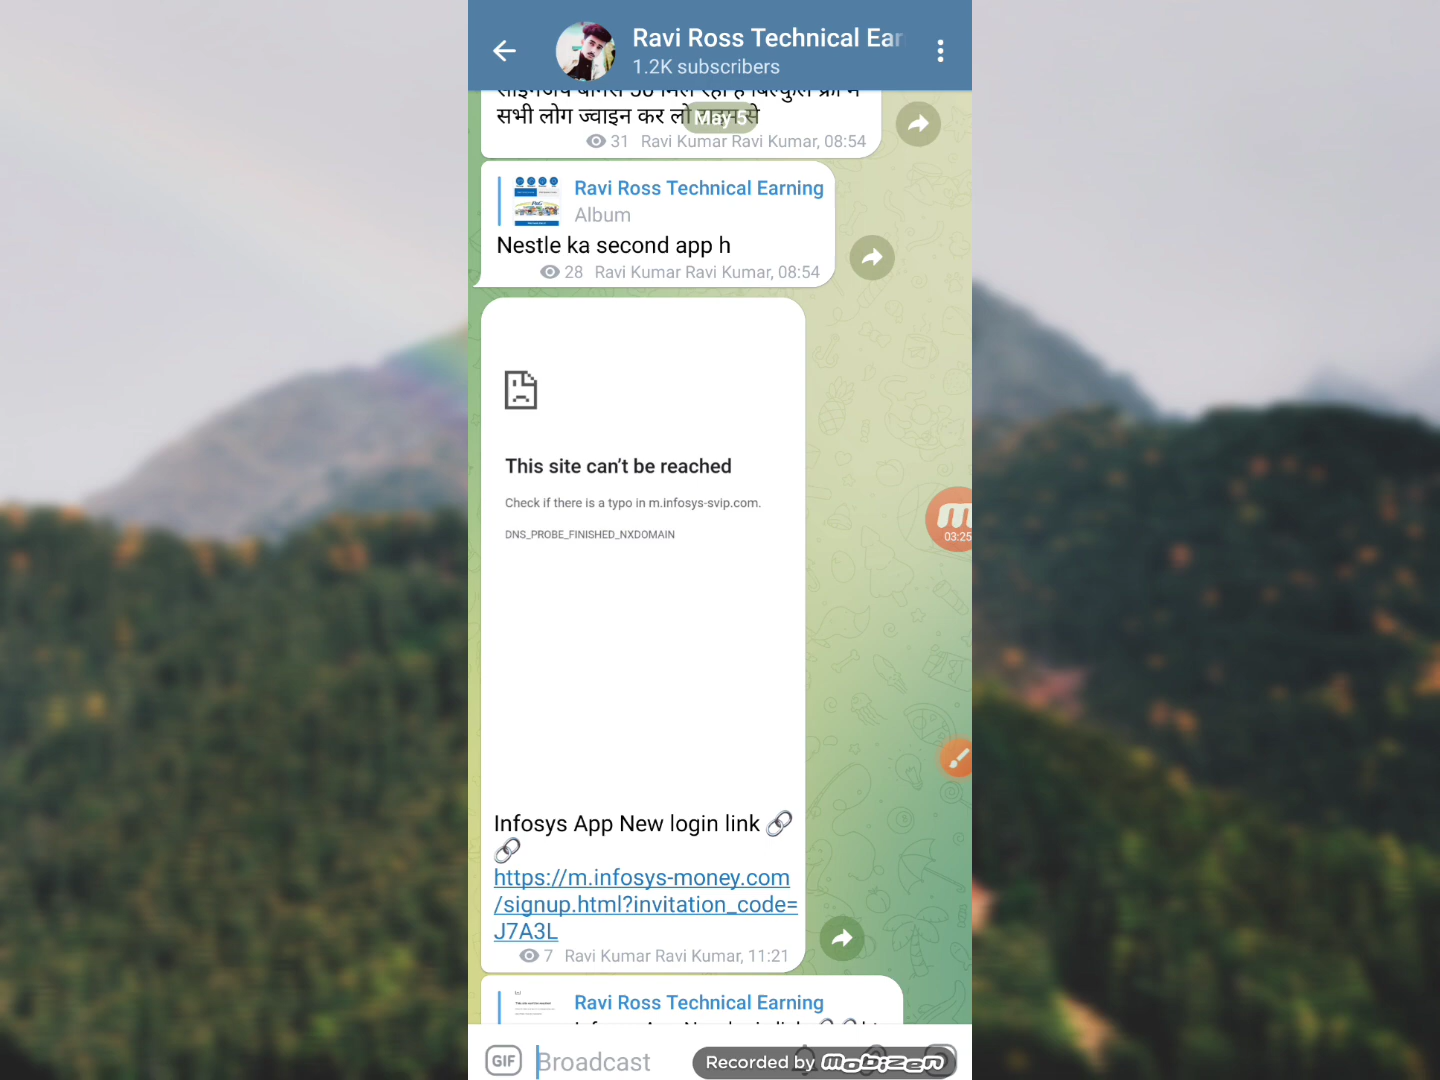 Ravi Ross Technical Ear
1.2K subscribers
सभी लोग ज्वाइन कर लो
May 5
31 Ravi Kumar Ravi Kumar, 08:54
Ravi Ross Technical Earning
Album
Nestle ka second app h
28 Ravi Kumar Ravi Kumar, 08:54
This site can't be reached
Check if there is a typo in m.infosys-svip.com.
DNS_PROBE_FINISHED_NXDOMAIN
03:25
Infosys App New login link
https://m.infosys-money.com
/signup.html?invitation_code=
J7A3L
7 Ravi Kumar Ravi Kumar, 11:21
Ravi Ross Technical Earning
GIF Broadcast
Recorded by mobizen